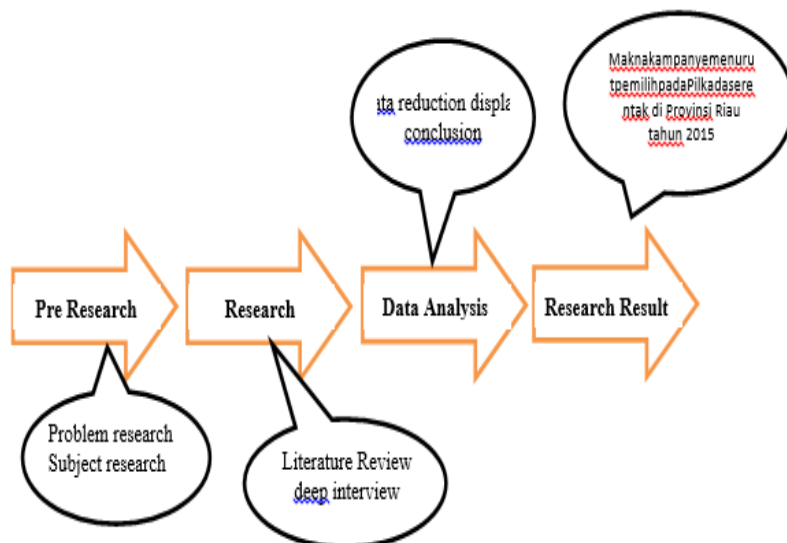 ata reduction displa
conclusion
Maknakampanyemenuru
tpemilihpadaPilkadasere
ntak di Provinsi Riau
tahun 2015
Pre Research
Research
Data Analysis
Research Result
Problem research
Subject research
Literature Review
deep interview